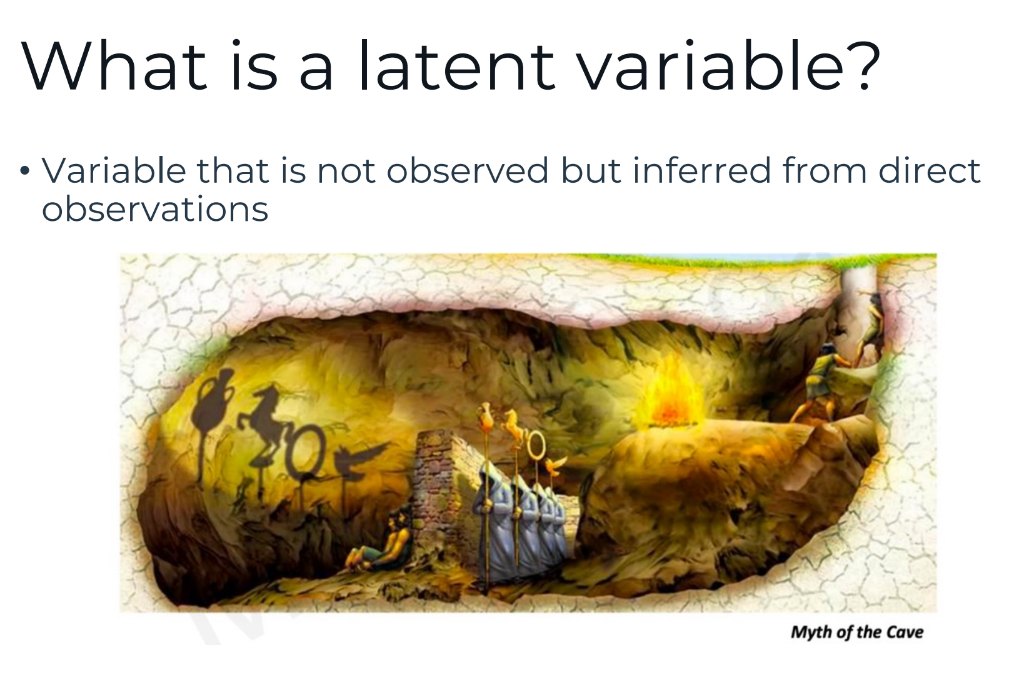 What is a latent variable?
• Variable that is not observed but inferred from direct
observations
Myth of the Cave